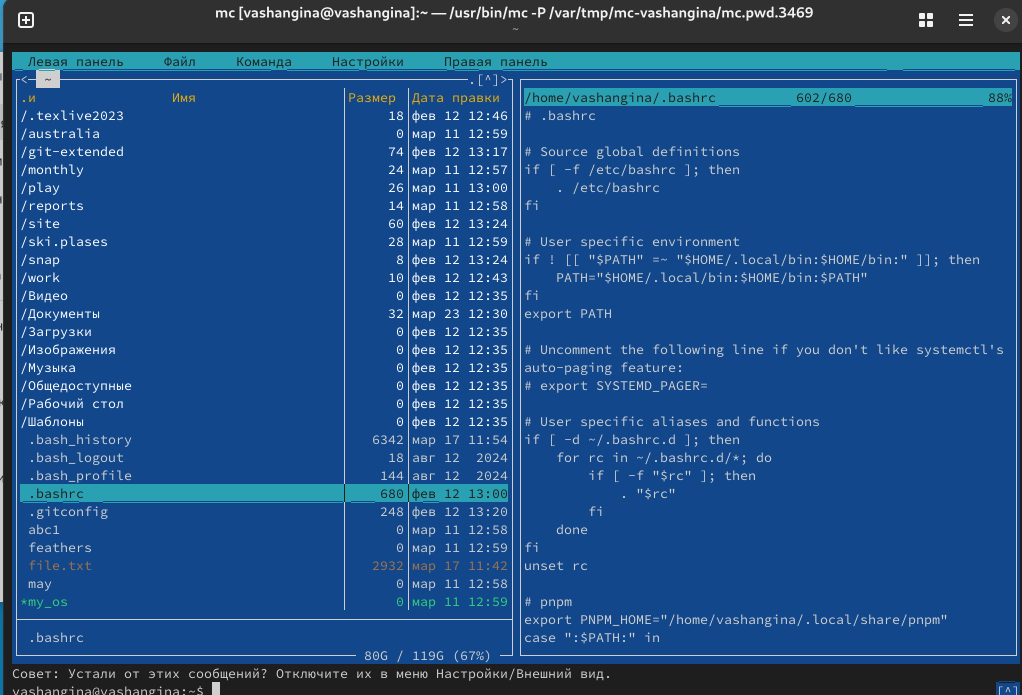 mc [vashangina@vashangina]:~ — /usr/bin/mc -P /var/tmp/mc-vashangina/mc.pwd.3469
~
Левая панель Файл Команда Настройки Правая панель
<─ ~ .[^]>
.и Имя Размер Дата правки
/.texlive2023 18 фев 12 12:46
/australia 0 мар 11 12:59
/git-extended 74 фев 12 13:17
/monthly 24 мар 11 12:57
/play 26 мар 11 13:00
/reports 14 мар 11 12:58
/site 60 фев 12 13:24
/ski.plases 28 мар 11 12:59
/snap 8 фев 12 13:24
/work 10 фев 12 12:43
/Видео 0 фев 12 12:35
/Документы 32 мар 23 12:30
/Загрузки 0 фев 12 12:35
/Изображения 0 фев 12 12:35
/Музыка 0 фев 12 12:35
/Общедоступные 0 фев 12 12:35
/Рабочий стол 0 фев 12 12:35
/Шаблоны 0 фев 12 12:35
.bash_history 6342 мар 17 11:54
.bash_logout 18 авг 12 2024
.bash_profile 144 авг 12 2024
.bashrc 680 фев 12 13:00
.gitconfig 248 фев 12 13:20
abc1 0 мар 11 12:58
feathers 0 мар 11 12:59
file.txt 2932 мар 17 11:42
may 0 мар 11 12:58
*my_os 0 мар 11 12:59
.bashrc
80G / 119G (67%)
/home/vashangina/.bashrc 602/680 88%
# .bashrc
# Source global definitions
if [ -f /etc/bashrc ]; then
    . /etc/bashrc
fi
# User specific environment
if ! [[ "$PATH" =~ "$HOME/.local/bin:$HOME/bin:" ]]; then
    PATH="$HOME/.local/bin:$HOME/bin:$PATH"
fi
export PATH
# Uncomment the following line if you don't like systemctl's
auto-paging feature:
# export SYSTEMD_PAGER=
# User specific aliases and functions
if [ -d ~/.bashrc.d ]; then
    for rc in ~/.bashrc.d/*; do
        if [ -f "$rc" ]; then
            . "$rc"
        fi
    done
fi
unset rc
# pnpm
export PNPM_HOME="/home/vashangina/.local/share/pnpm"
case ":$PATH:" in
Совет: Устали от этих сообщений? Отключите их в меню Настройки/Внешний вид.
vashangina@vashangina:~$ [^]